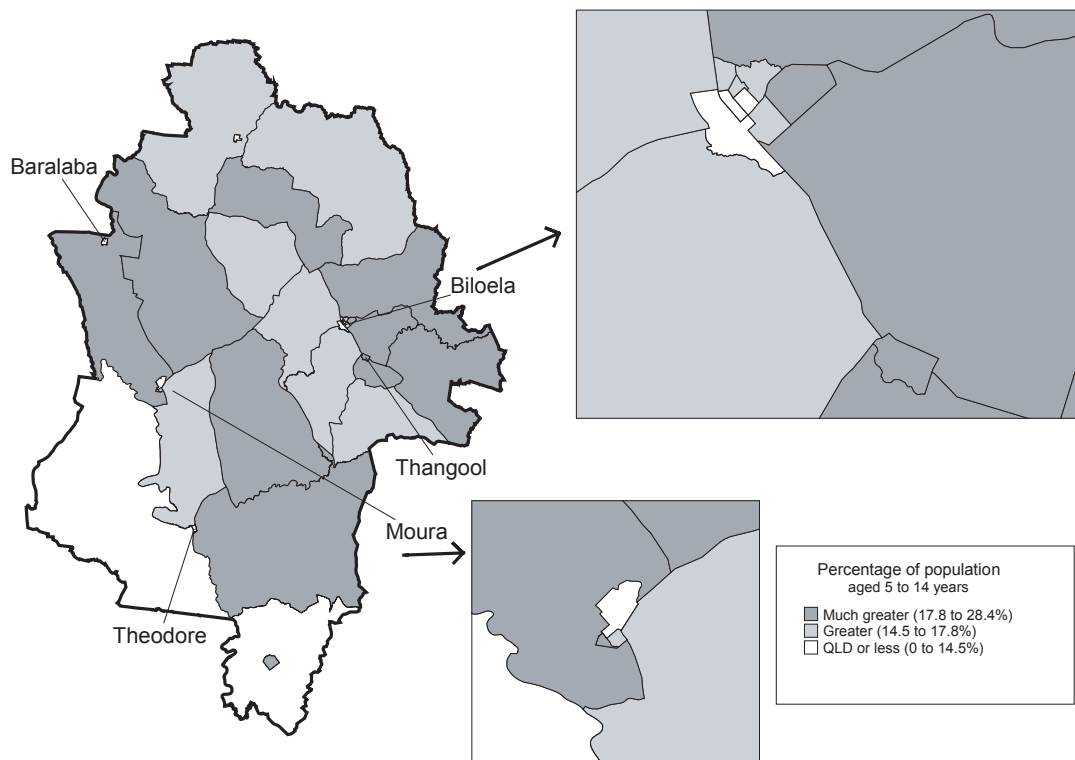 Baralaba
Biloela
Thangool
Moura
Theodore
Percentage of population
aged 5 to 14 years
Much greater (17.8 to 28.4%)
Greater (14.5 to 17.8%)
QLD or less (0 to 14.5%)